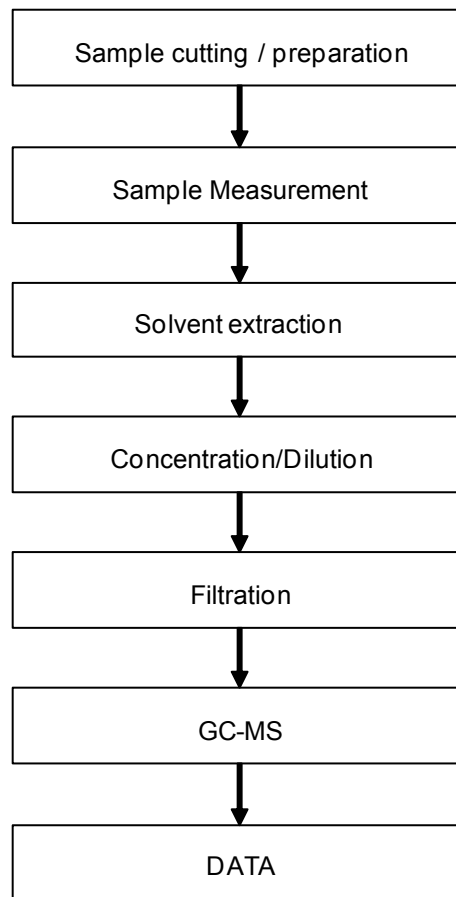 Sample cutting / preparation
Sample Measurement
Solvent extraction
Concentration/Dilution
Filtration
GC-MS
DATA